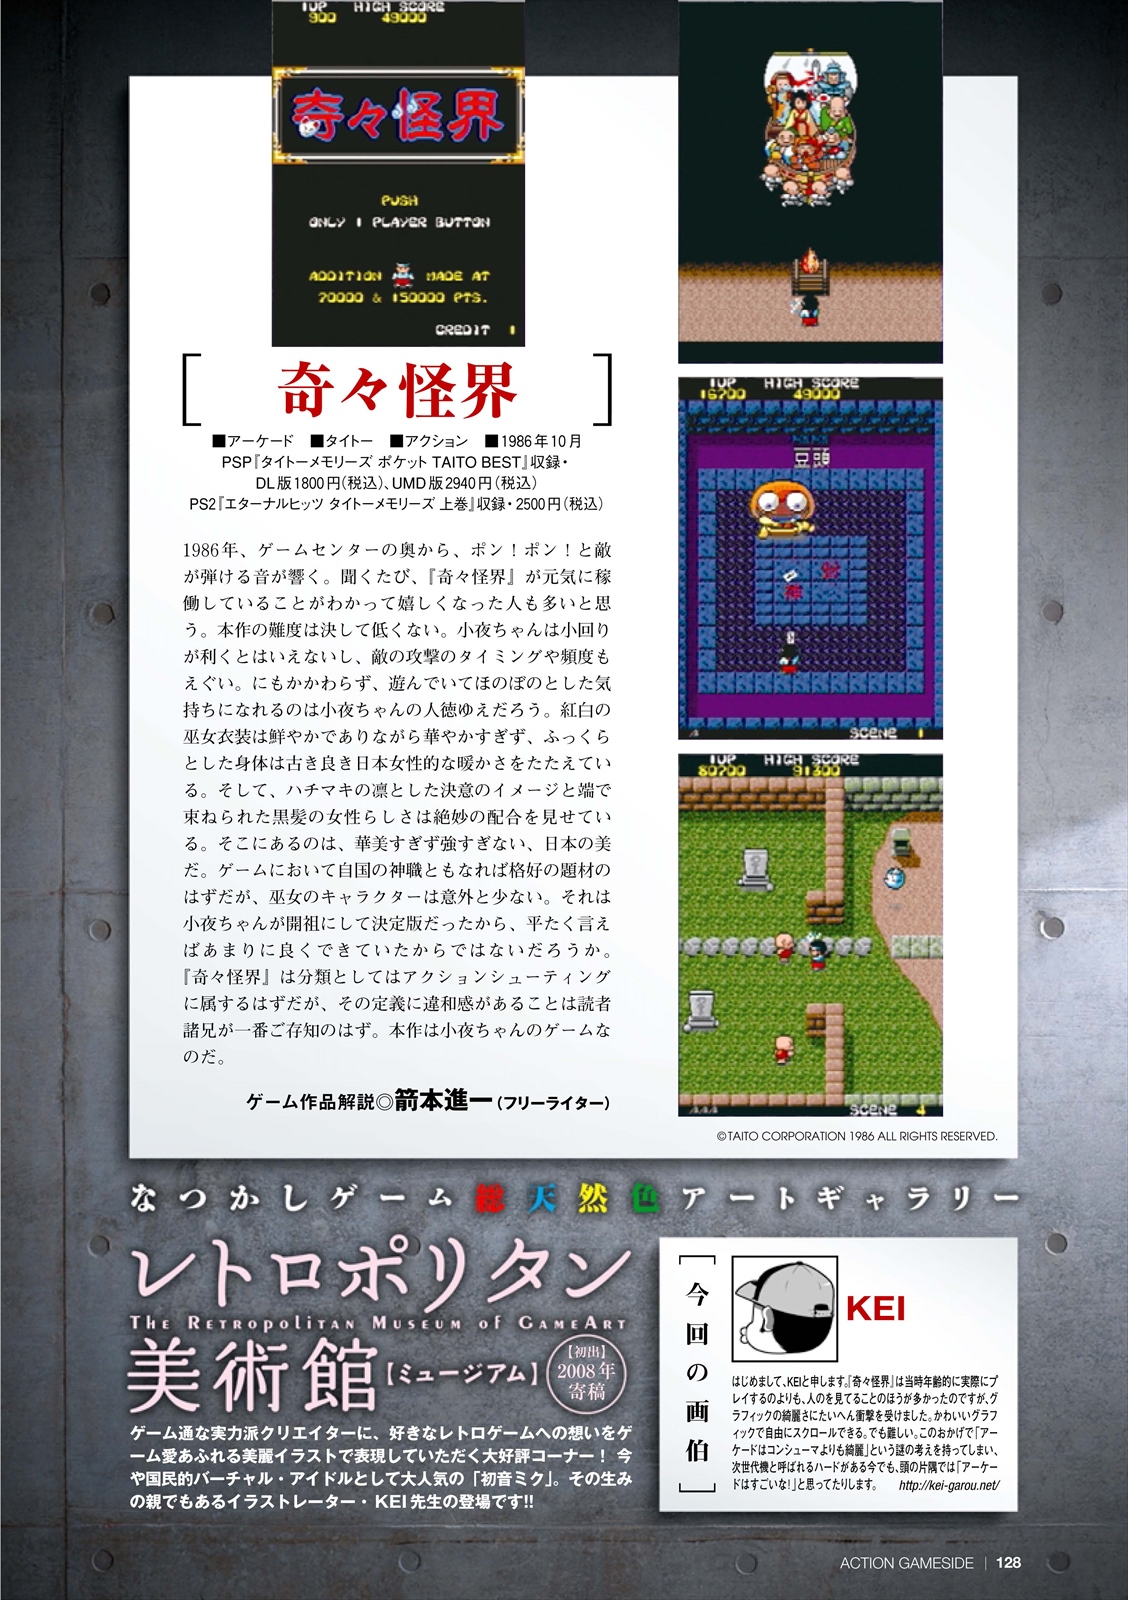 1UP HIGH SCORE
900 49000
奇々怪界
PUSH
ONLY 1 PLAYER BUTTON
ADDITION MADE AT
70000 & 150000 PTS.
CREDIT 1
奇々怪界
■アーケード ■タイトー ■アクション ■1986年10月
PSP『タイトーメモリーズ ポケット TAITO BEST』収録・
DL版1800円（税込）、UMD版2940円（税込）
PS2『エターナルヒッツ タイトーメモリーズ 上巻』収録・2500円（税込）
1986年、ゲームセンターの奥から、ポン！ポン！と敵
が弾ける音が響く。聞くたび、『奇々怪界』が元気に稼
働していることがわかって嬉しくなった人も多いと思
う。本作の難度は決して低くない。小夜ちゃんは小回り
が利くとはいえないし、敵の攻撃のタイミングや頻度も
えぐい。にもかかわらず、遊んでいてほのぼのとした気
持ちになれるのは小夜ちゃんの人徳ゆえだろう。紅白の
巫女衣装は鮮やかでありながら華やかすぎず、ふっくら
とした身体は古き良き日本女性的な暖かさをたたえてい
る。そして、ハチマキの凛とした決意のイメージと端で
束ねられた黒髪の女性らしさは絶妙の配合を見せてい
る。そこにあるのは、華美すぎず強すぎない、日本の美
だ。ゲームにおいて自国の神職ともなれば格好の題材の
はずだが、巫女のキャラクターは意外と少ない。それは
小夜ちゃんが開祖にして決定版だったから、平たく言え
ばあまりに良くできていたからではないだろうか。
『奇々怪界』は分類としてはアクションシューティング
に属するはずだが、その定義に違和感があることは読者
諸兄が一番ご存知のはず。本作は小夜ちゃんのゲームな
のだ。
ゲーム作品解説◎箭本進一（フリーライター）
1UP HIGH SCORE
16700 49000
豆頭
SCENE 1
1UP HIGH SCORE
80700 91300
SCENE 4
©TAITO CORPORATION 1986 ALL RIGHTS RESERVED.
なつかしゲーム総天然色アートギャラリー
レトロポリタン
The Retropolitan Museum of GameArt
美術館【ミュージアム】
【初出】
2008年
寄稿
ゲーム通な実力派クリエイターに、好きなレトロゲームへの想いをゲ
ーム愛あふれる美麗イラストで表現していただく大好評コーナー！ 今
や国民的バーチャル・アイドルとして大人気の「初音ミク」。その生み
の親でもあるイラストレーター・KEI先生の登場です!!
今回の画伯
KEI
はじめまして、KEIと申します。『奇々怪界』は当時年齢的に実際にプ
レイするのよりも、人のを見てることのほうが多かったのですが、グ
ラフィックの綺麗さにたいへん衝撃を受けました。かわいいグラフ
ィックで自由にスクロールできる。でも難しい。このおかげで「アー
ケードはコンシューマよりも綺麗」という謎の考えを持ってしまい、
次世代機と呼ばれるハードがある今でも、頭の片隅では「アーケー
ドはすごいな！」と思ってたりします。 http://kei-garou.net/
ACTION GAMESIDE | 128